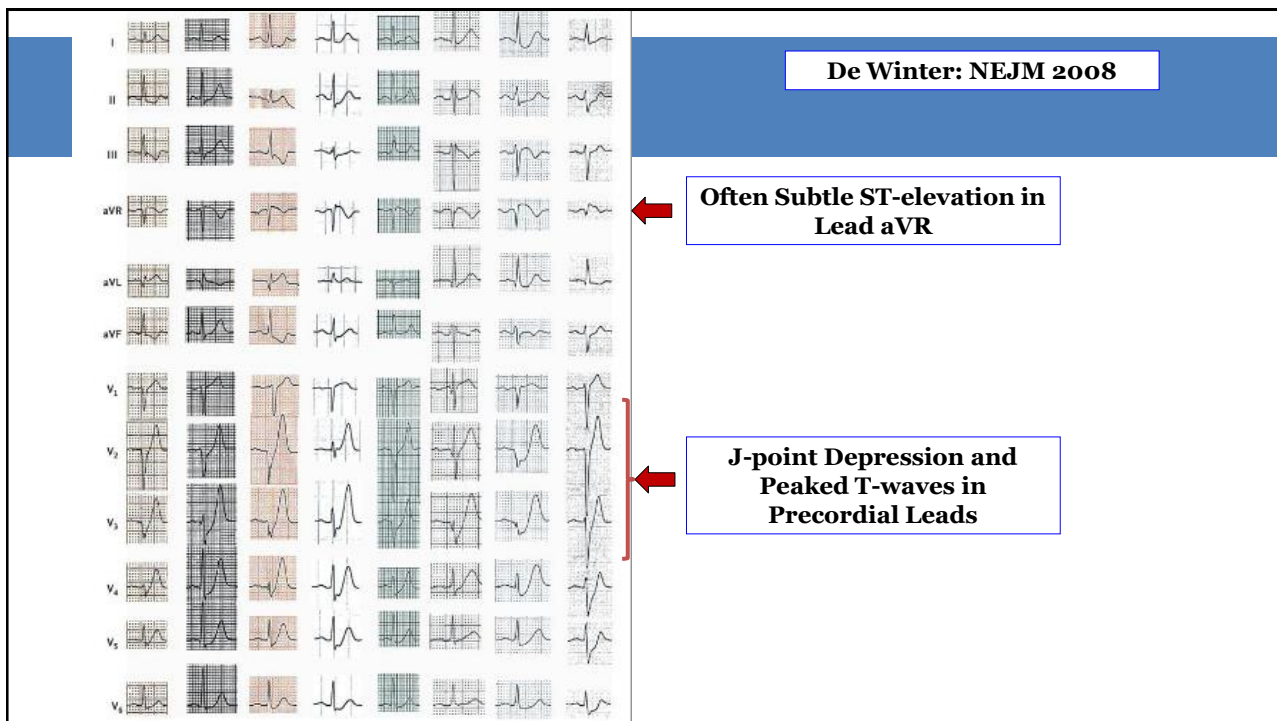 De Winter: NEJM 2008
I
II
III
aVR
Often Subtle ST-elevation in
Lead aVR
aVL
aVF
V1
V2
J-point Depression and
Peaked T-waves in
Precordial Leads
V3
V4
V5
V6